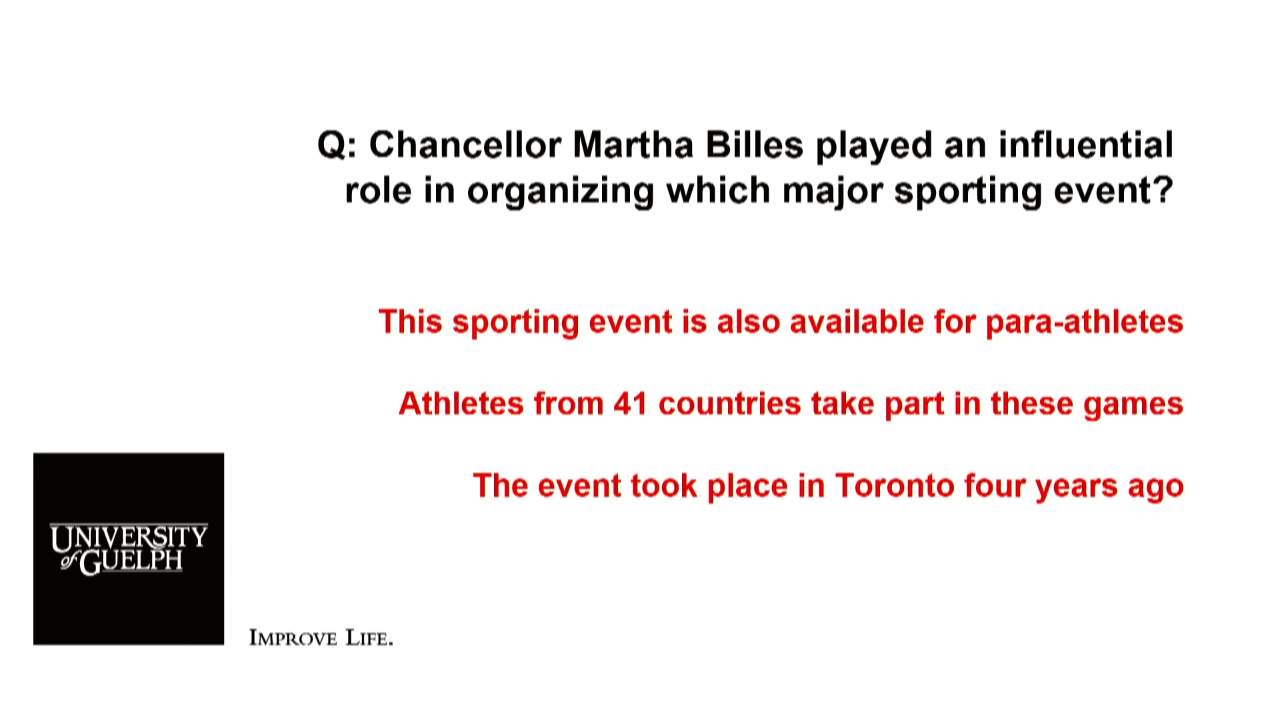 Q: Chancellor Martha Billes played an influential
role in organizing which major sporting event?
This sporting event is also available for para-athletes
Athletes from 41 countries take part in these games
The event took place in Toronto four years ago
UNIVERSITY
of GUELPH
IMPROVE LIFE.